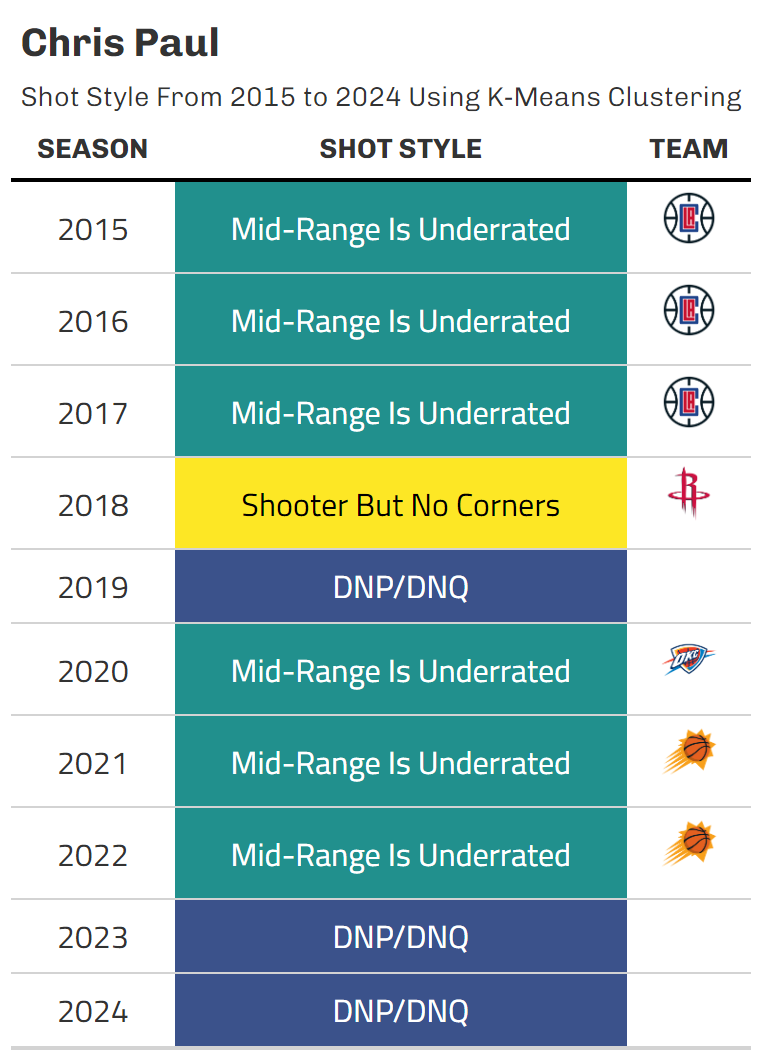 Chris Paul
Shot Style From 2015 to 2024 Using K-Means Clustering
SEASON SHOT STYLE TEAM
2015 Mid-Range Is Underrated
2016 Mid-Range Is Underrated
2017 Mid-Range Is Underrated
2018 Shooter But No Corners
2019 DNP/DNQ
2020 Mid-Range Is Underrated OKC
2021 Mid-Range Is Underrated
2022 Mid-Range Is Underrated
2023 DNP/DNQ
2024 DNP/DNQ